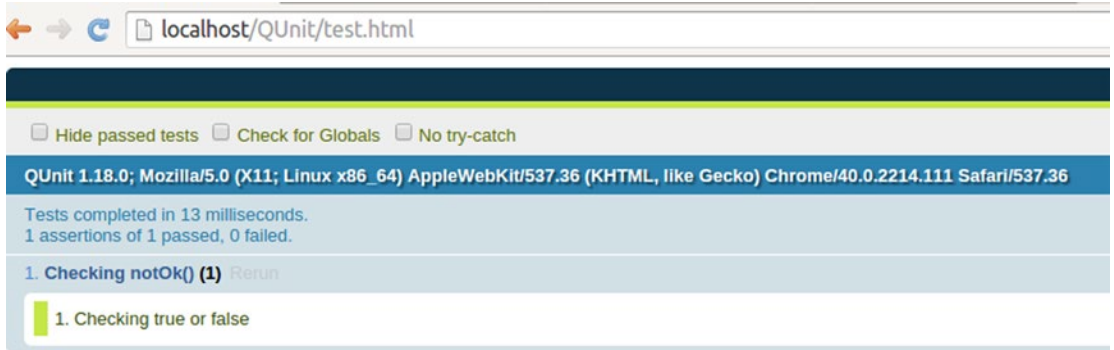 localhost/QUnit/test.html
Hide passed tests Check for Globals No try-catch
QUnit 1.18.0; Mozilla/5.0 (X11; Linux x86_64) AppleWebKit/537.36 (KHTML, like Gecko) Chrome/40.0.2214.111 Safari/537.36
Tests completed in 13 milliseconds.
1 assertions of 1 passed, 0 failed.
1. Checking notOk() (1) Rerun
1. Checking true or false